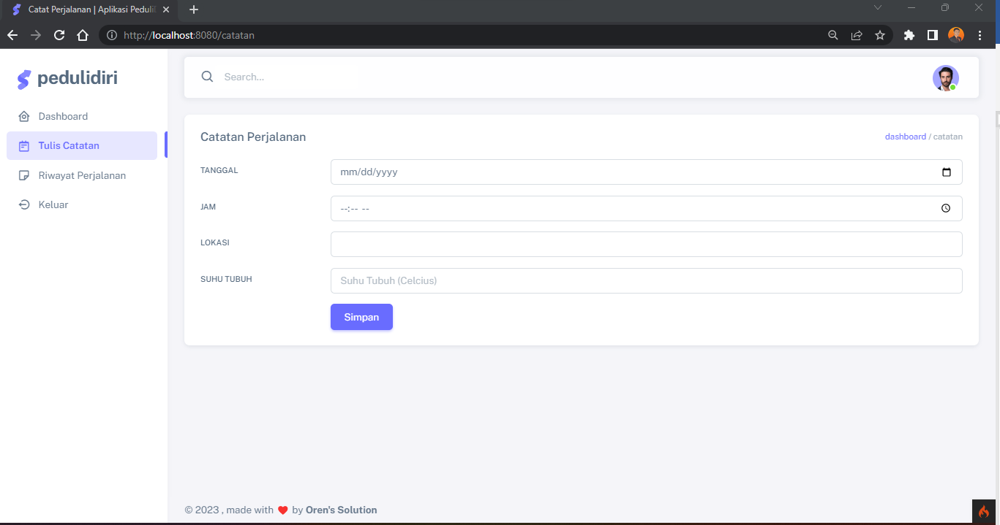 Catat Perjalanan | Aplikasi PeduliD
http://localhost:8080/catatan
pedulidiri
Search...
Dashboard
Tulis Catatan
Riwayat Perjalanan
Keluar
Catatan Perjalanan
dashboard / catatan
TANGGAL
mm/dd/yyyy
JAM
--:-- --
LOKASI
SUHU TUBUH
Suhu Tubuh (Celcius)
Simpan
© 2023 , made with ❤️ by Oren's Solution